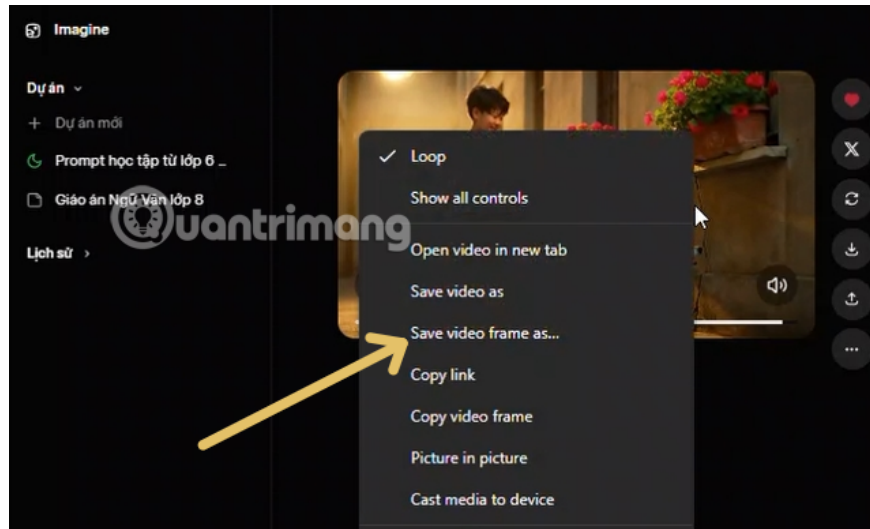 Imagine
Dự án
Dự án mới
Prompt học tập từ lớp 6 ...
Giáo án Ngữ Văn lớp 8
Lịch sử
Quantrimang
Loop
Show all controls
Open video in new tab
Save video as
Save video frame as...
Copy link
Copy video frame
Picture in picture
Cast media to device
X